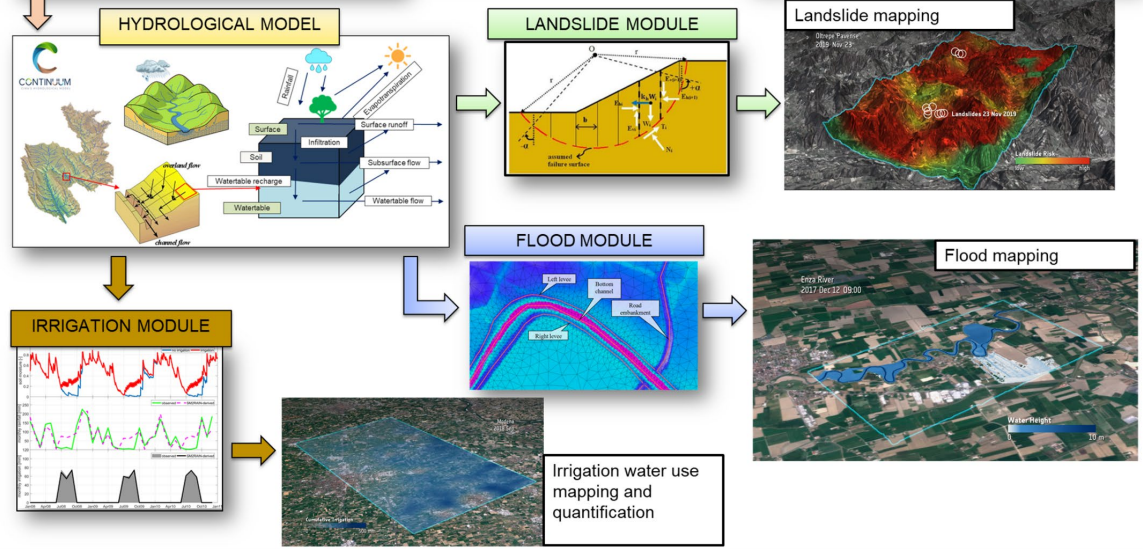 HYDROLOGICAL MODEL
LANDSLIDE MODULE
Landslide mapping
CONTINUUM
Rainfall
Evapotranspiration
Surface
Surface runoff
Infiltration
Soil
overland flow
Subsurface flow
Watertable recharge
Watertable
Watertable flow
channel flow
O
r
r
+α
h
-α
assumed
failure surface
Oltrepè Pavense
2019 Nov 23
Landslides 23 Nov 2019
Landslide Risk
low
high
FLOOD MODULE
Left levee
Bottom
channel
Road
embankment
Right levee
Flood mapping
Enza River
2017 Dec 12 09:00
Water Height
0
10 m
IRRIGATION MODULE
Cumulative Irrigation
Irrigation water use
mapping and
quantification